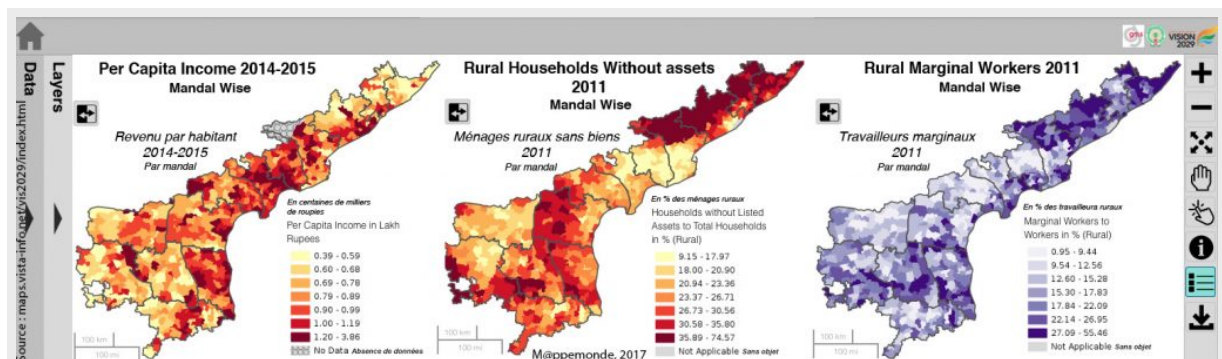 VISION
2029
Data
Layers
Source : maps.vista-info.net/vis2029/index.html
Per Capita Income 2014-2015
Mandal Wise
Revenu par habitant
2014-2015
Par mandal
En centaines de milliers
de roupies
Per Capita Income in Lakh
Rupees
0.39 - 0.59
0.60 - 0.68
0.69 - 0.78
0.79 - 0.89
0.90 - 0.99
1.00 - 1.19
1.20 - 3.86
No Data Absence de données
100 km
100 mi
Rural Households Without assets
2011
Mandal Wise
Ménages ruraux sans biens
2011
Par mandal
En % des ménages ruraux
Households without Listed
Assets to Total Households
in % (Rural)
9.15 - 17.97
18.00 - 20.90
20.94 - 23.36
23.37 - 26.71
26.73 - 30.56
30.58 - 35.80
35.89 - 74.57
Not Applicable Sans objet
100 km
100 mi
M@ppemonde, 2017
Rural Marginal Workers 2011
Mandal Wise
Travailleurs marginaux
2011
Par mandal
En % des travailleurs ruraux
Marginal Workers to
Workers in % (Rural)
0.95 - 9.44
9.54 - 12.56
12.60 - 15.28
15.30 - 17.83
17.84 - 22.09
22.14 - 26.95
27.09 - 55.46
Not Applicable Sans objet
100 km
100 mi